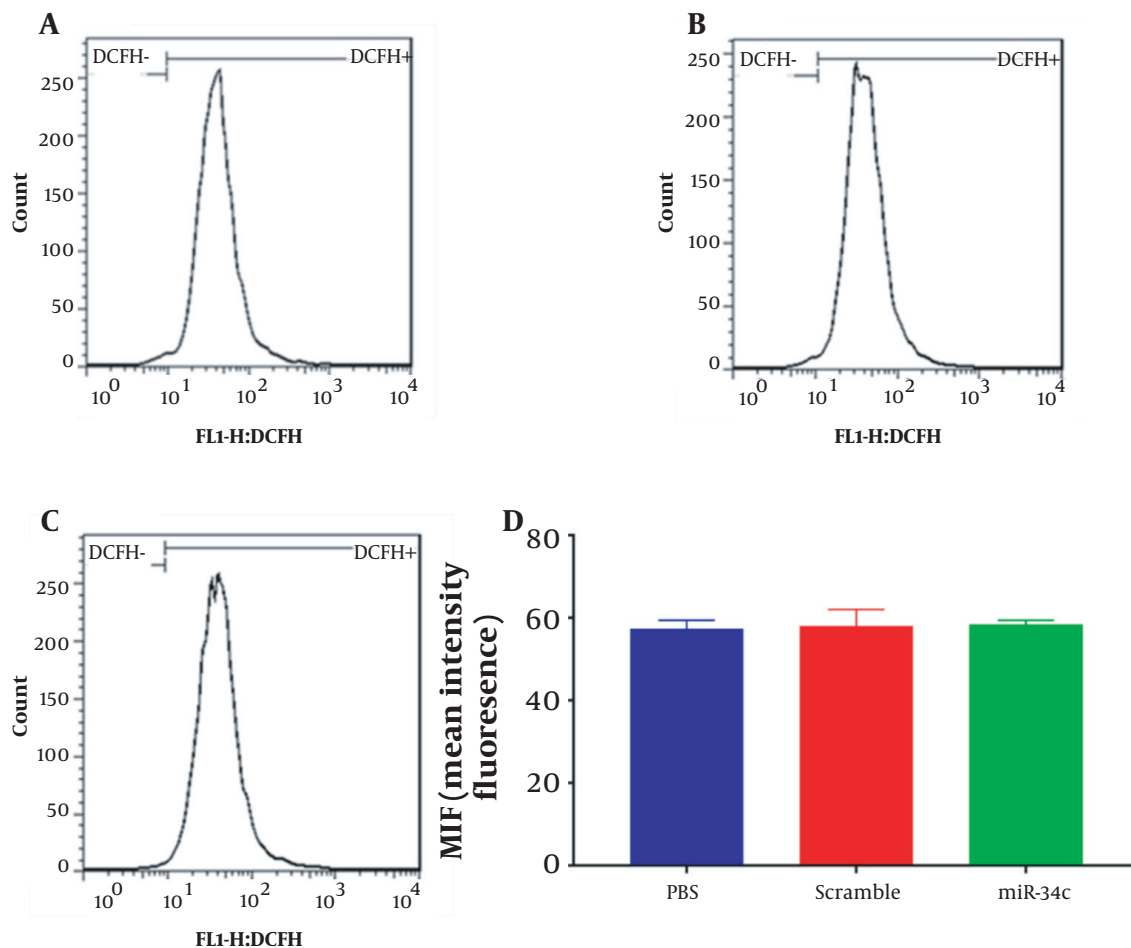 A
DCFH-
DCFH+
250
200
150
100
50
0
Count
10^0 10^1 10^2 10^3 10^4
FL1-H:DCFH
B
DCFH-
DCFH+
250
200
150
100
50
0
Count
10^0 10^1 10^2 10^3 10^4
FL1-H:DCFH
C
DCFH-
DCFH+
250
200
150
100
50
0
Count
10^0 10^1 10^2 10^3 10^4
FL1-H:DCFH
D
MIF (mean intensity
fluoresence)
80
60
40
20
0
PBS Scramble miR-34c